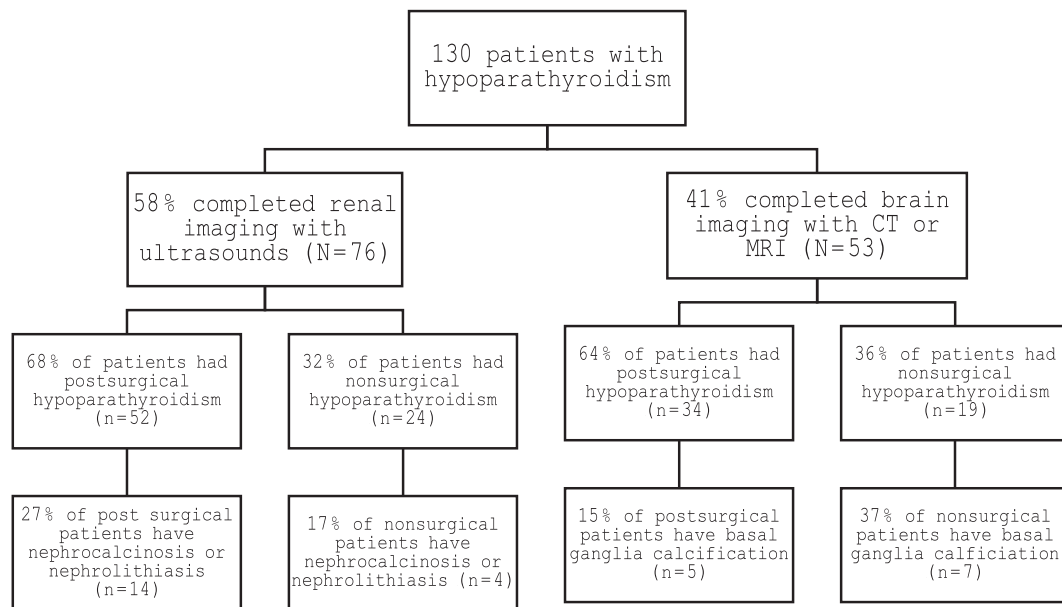 130 patients with
hypoparathyroidism
58% completed renal
imaging with
ultrasounds (N=76)
41% completed brain
imaging with CT or
MRI (N=53)
68% of patients had
postsurgical
hypoparathyroidism
(n=52)
32% of patients had
nonsurgical
hypoparathyroidism
(n=24)
64% of patients had
postsurgical
hypoparathyroidism
(n=34)
36% of patients had
nonsurgical
hypoparathyroidism
(n=19)
27% of post surgical
patients have
nephrocalcinosis or
nephrolithiasis
(n=14)
17% of nonsurgical
patients have
nephrocalcinosis or
nephrolithiasis (n=4)
15% of postsurgical
patients have basal
ganglia calcification
(n=5)
37% of nonsurgical
patients have basal
ganglia calficiation
(n=7)